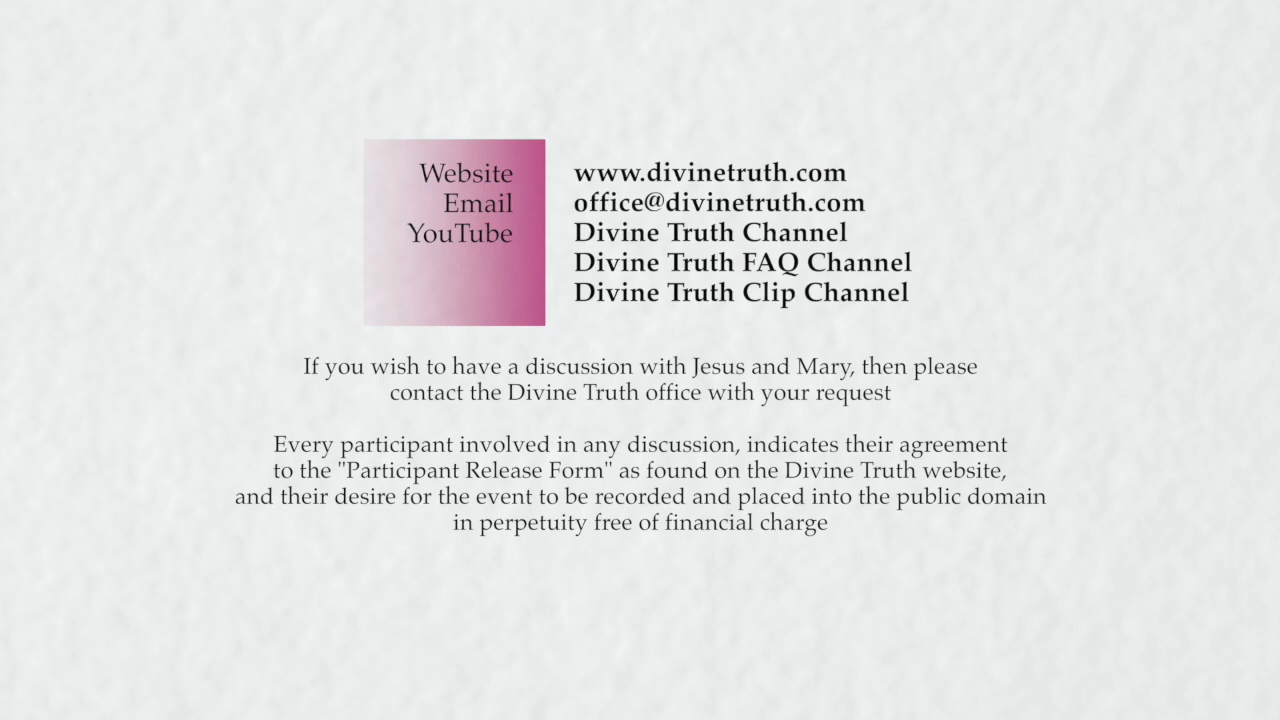 Website www.divinetruth.com
Email office@divinetruth.com
YouTube Divine Truth Channel
Divine Truth FAQ Channel
Divine Truth Clip Channel
If you wish to have a discussion with Jesus and Mary, then please
contact the Divine Truth office with your request
Every participant involved in any discussion, indicates their agreement
to the "Participant Release Form" as found on the Divine Truth website,
and their desire for the event to be recorded and placed into the public domain
in perpetuity free of financial charge